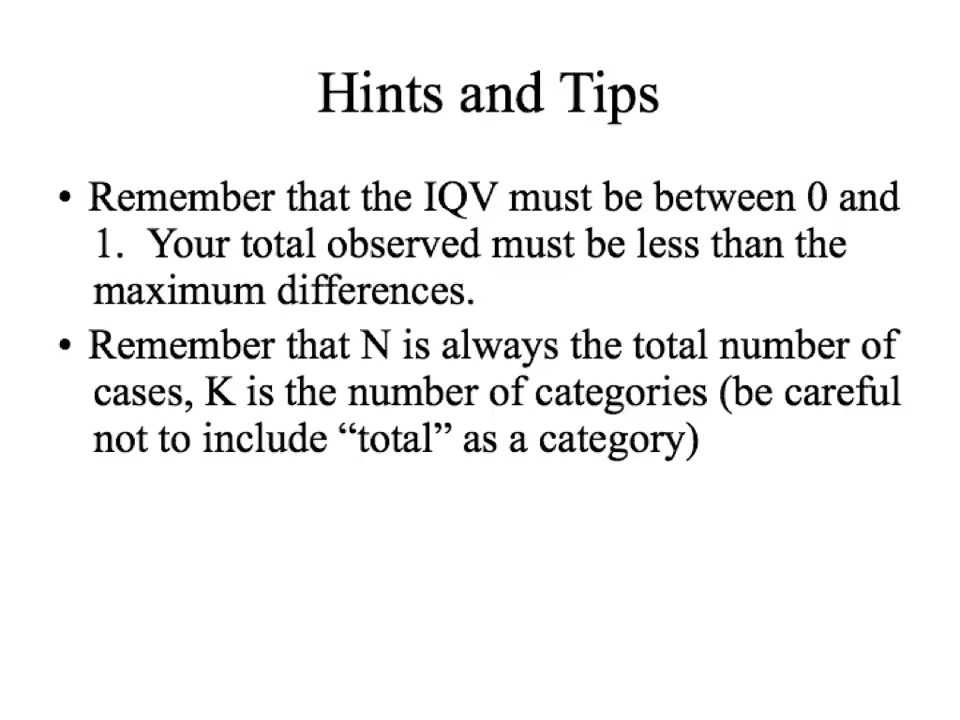 Hints and Tips
• Remember that the IQV must be between 0 and
1.  Your total observed must be less than the
maximum differences.
• Remember that N is always the total number of
cases, K is the number of categories (be careful
not to include “total” as a category)